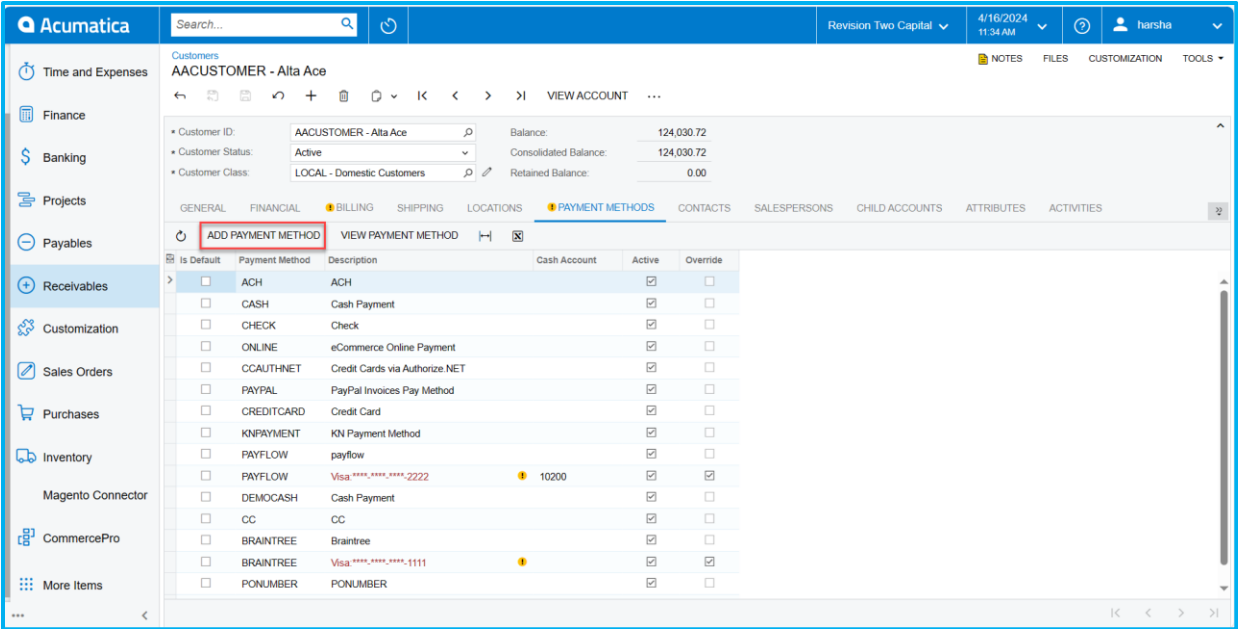 Acumatica
Search...
Revision Two Capital
4/16/2024
11:34 AM
harsha
Time and Expenses
Finance
Banking
Projects
Payables
Receivables
Customization
Sales Orders
Purchases
Inventory
Magento Connector
CommercePro
More Items
Customers
AACUSTOMER - Alta Ace
NOTES FILES CUSTOMIZATION TOOLS
VIEW ACCOUNT
Customer ID: AACUSTOMER - Alta Ace Balance: 124,030.72
Customer Status: Active Consolidated Balance: 124,030.72
Customer Class: LOCAL - Domestic Customers Retained Balance: 0.00
GENERAL FINANCIAL BILLING SHIPPING LOCATIONS PAYMENT METHODS CONTACTS SALESPERSONS CHILD ACCOUNTS ATTRIBUTES ACTIVITIES
ADD PAYMENT METHOD VIEW PAYMENT METHOD
Is Default Payment Method Description Cash Account Active Override
ACH ACH
CASH Cash Payment
CHECK Check
ONLINE eCommerce Online Payment
CCAUTHNET Credit Cards via Authorize.NET
PAYPAL PayPal Invoices Pay Method
CREDITCARD Credit Card
KNPAYMENT KN Payment Method
PAYFLOW payflow
PAYFLOW Visa:****-****-****-2222 10200
DEMOCASH Cash Payment
CC CC
BRAINTREE Braintree
BRAINTREE Visa:****-****-****-1111
PONUMBER PONUMBER